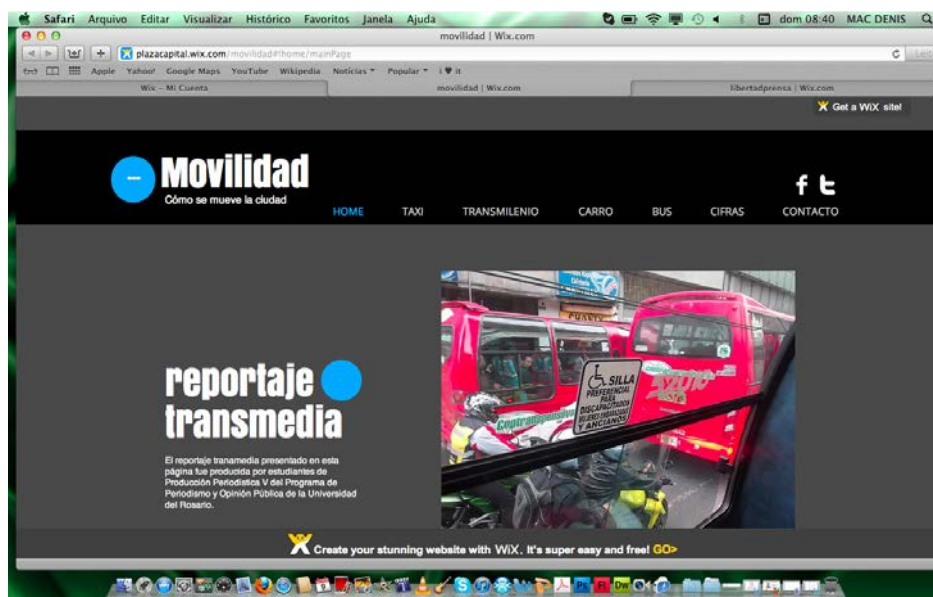 Safari Arquivo Editar Visualizar Histórico Favoritos Janela Ajuda dom 08:40 MAC DENIS
movilidad | Wix.com
plazacapital.wix.com/movilidad#!home/mainPage
Apple Yahoo! Google Maps YouTube Wikipedia Notícias Popular I ♥ it
Wix – Mi Cuenta movilidad | Wix.com libertadprensa | Wix.com
Get a WiX site!
Movilidad
Cómo se mueve la ciudad
HOME TAXI TRANSMILENIO CARRO BUS CIFRAS CONTACTO
SILLA
PREFERENCIAL
PARA
DISCAPACITADOS
MUJERES EMBARAZADAS
Y ANCIANOS
reportaje
transmedia
El reportaje tranamedia presentado en esta
página fue producida por estudiantes de
Producción Periodística V del Programa de
Periodismo y Opinión Pública de la Universidad
del Rosario.
Create your stunning website with WiX. It's super easy and free! GO>